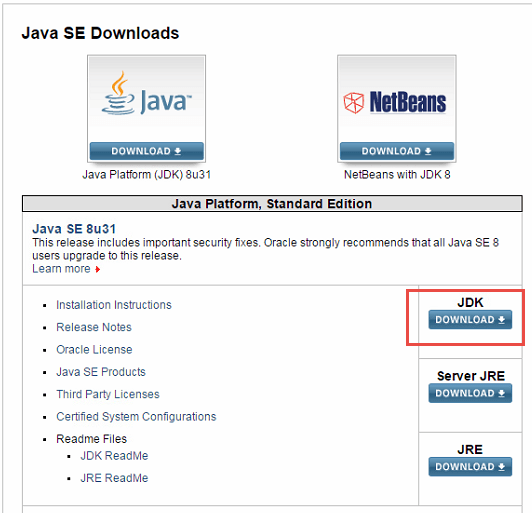 Java SE Downloads
Java™
NetBeans
DOWNLOAD
DOWNLOAD
Java Platform (JDK) 8u31
NetBeans with JDK 8
Java Platform, Standard Edition
Java SE 8u31
This release includes important security fixes. Oracle strongly recommends that all Java SE 8
users upgrade to this release.
Learn more
Installation Instructions
Release Notes
Oracle License
Java SE Products
Third Party Licenses
Certified System Configurations
Readme Files
JDK ReadMe
JRE ReadMe
JDK
DOWNLOAD
Server JRE
DOWNLOAD
JRE
DOWNLOAD